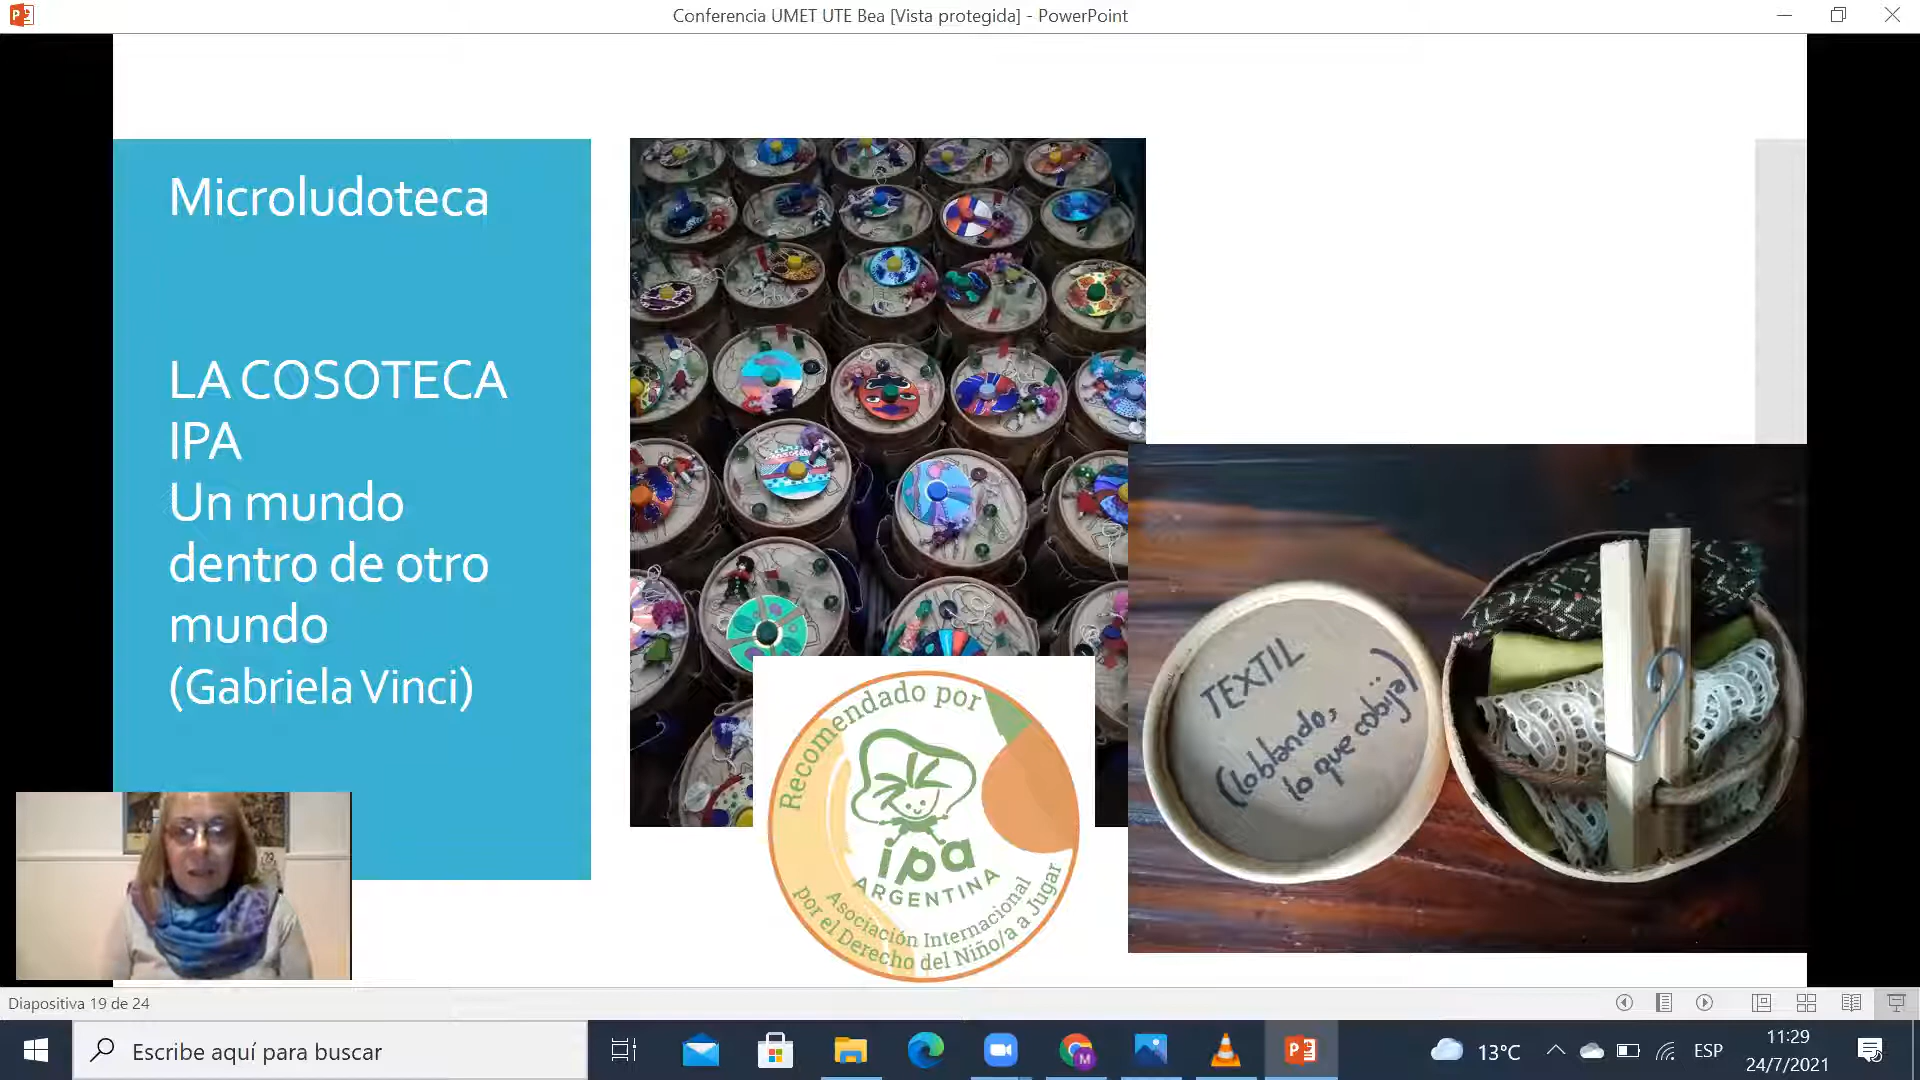 Conferencia UMET UTE Bea [Vista protegida] - PowerPoint
Microludoteca
LA COSOTECA
IPA
Un mundo
dentro de otro
mundo
(Gabriela Vinci)
Recomendado por
ipa
ARGENTINA
Asociación Internacional
por el Derecho del Niño/a a Jugar
TEXTIL
(loblando,
lo que cobije)
Diapositiva 19 de 24
Escribe aquí para buscar
13°C
ESP
11:29
24/7/2021